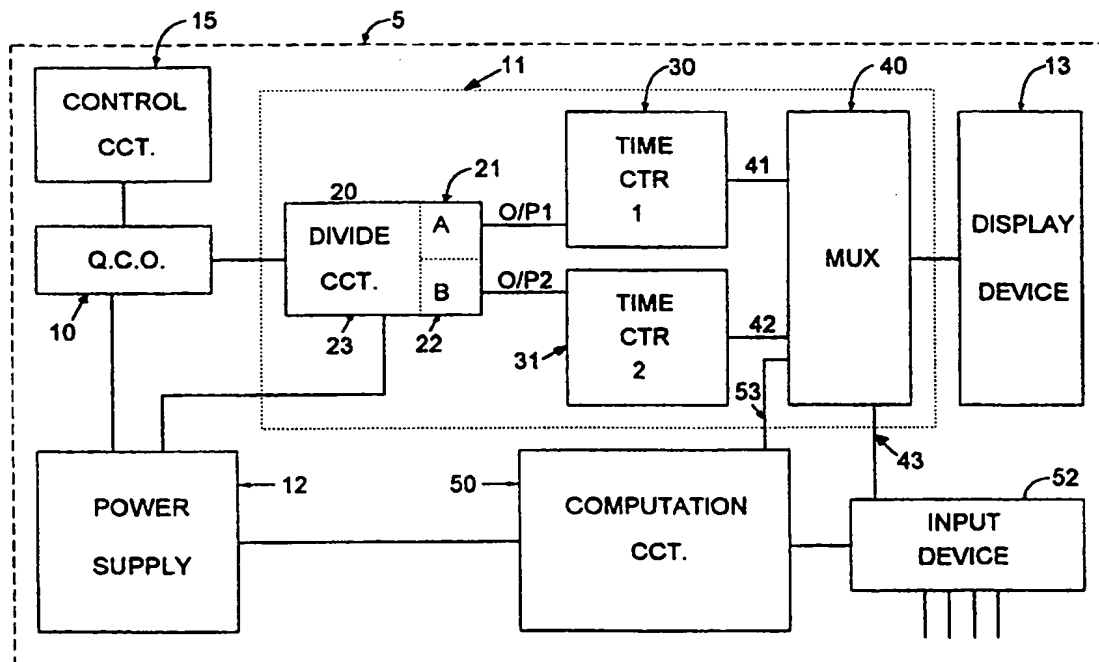 15
5
CONTROL
CCT.
11
30
40
13
TIME
CTR
1
41
21
20
O/P1
A
DIVIDE
CCT.
B
O/P2
Q.C.O.
10
23
22
MUX
DISPLAY
DEVICE
TIME
CTR
2
42
31
53
43
12
50
52
POWER
SUPPLY
COMPUTATION
CCT.
INPUT
DEVICE